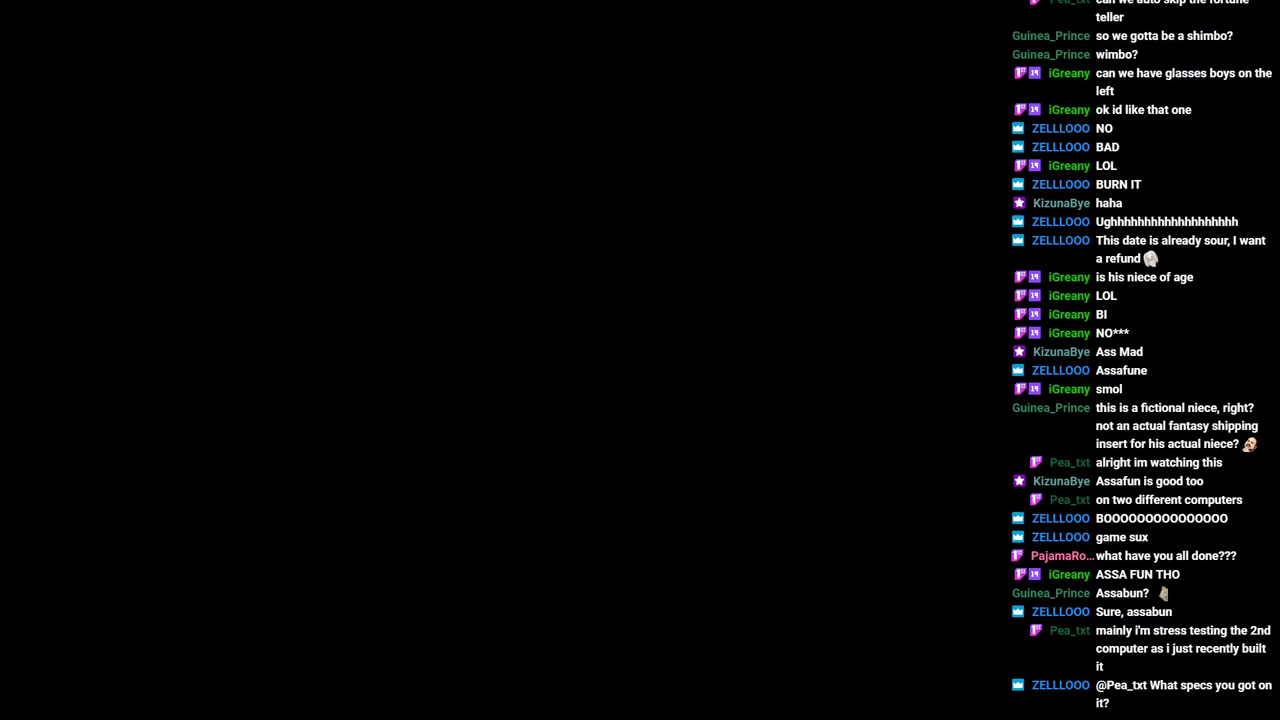 Pea_txt can we auto skip the fortune
teller
Guinea_Prince so we gotta be a shimbo?
Guinea_Prince wimbo?
iGreany can we have glasses boys on the
left
iGreany ok id like that one
ZELLLOOO NO
ZELLLOOO BAD
iGreany LOL
ZELLLOOO BURN IT
KizunaBye haha
ZELLLOOO Ughhhhhhhhhhhhhhhhhhh
ZELLLOOO This date is already sour, I want
a refund
iGreany is his niece of age
iGreany LOL
iGreany BI
iGreany NO***
KizunaBye Ass Mad
ZELLLOOO Assafune
iGreany smol
Guinea_Prince this is a fictional niece, right?
not an actual fantasy shipping
insert for his actual niece?
Pea_txt alright im watching this
KizunaBye Assafun is good too
Pea_txt on two different computers
ZELLLOOO BOOOOOOOOOOOOOO
ZELLLOOO game sux
PajamaRo... what have you all done???
iGreany ASSA FUN THO
Guinea_Prince Assabun?
ZELLLOOO Sure, assabun
Pea_txt mainly i'm stress testing the 2nd
computer as i just recently built
it
ZELLLOOO @Pea_txt What specs you got on
it?